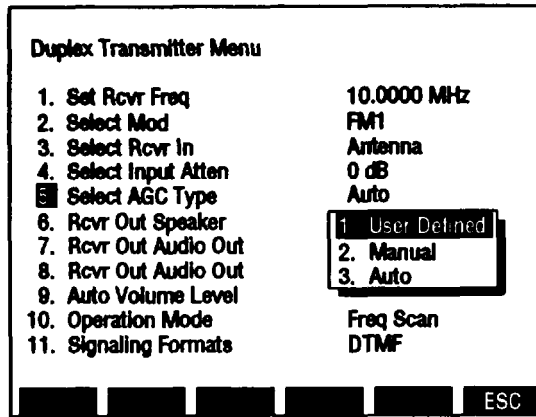 Duplex Transmitter Menu
1. Set Rcvr Freq 10.0000 MHz
2. Select Mod FM1
3. Select Rcvr In Antenna
4. Select Input Atten 0 dB
5 Select AGC Type Auto
6. Rcvr Out Speaker
7. Rcvr Out Audio Out
8. Rcvr Out Audio Out
9. Auto Volume Level
10. Operation Mode Freq Scan
11. Signaling Formats DTMF
1 User Defined
2. Manual
3. Auto
ESC